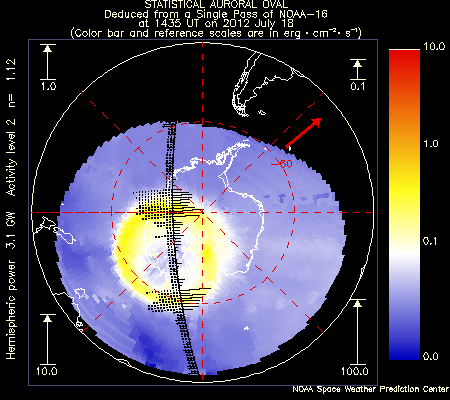 STATISTICAL AURORAL OVAL
Deduced from a Single Pass of NOAA-16
at 1435 UT on 2012 July 18
(Color bar and reference scales are in erg · cm⁻² · s⁻¹)
1.0
0.1
10.0
1.0
0.1
0.0
-60
Hemispheric power 3.1 GW Activity level 2 n= 1.12
10.0
100.0
NOAA Space Weather Prediction Center